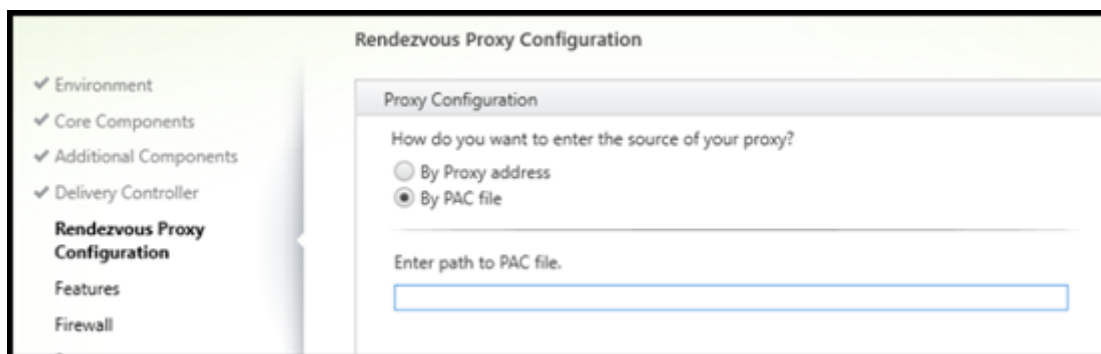 Rendezvous Proxy Configuration
Environment
Core Components
Additional Components
Delivery Controller
Rendezvous Proxy
Configuration
Features
Firewall
Proxy Configuration
How do you want to enter the source of your proxy?
By Proxy address
By PAC file
Enter path to PAC file.